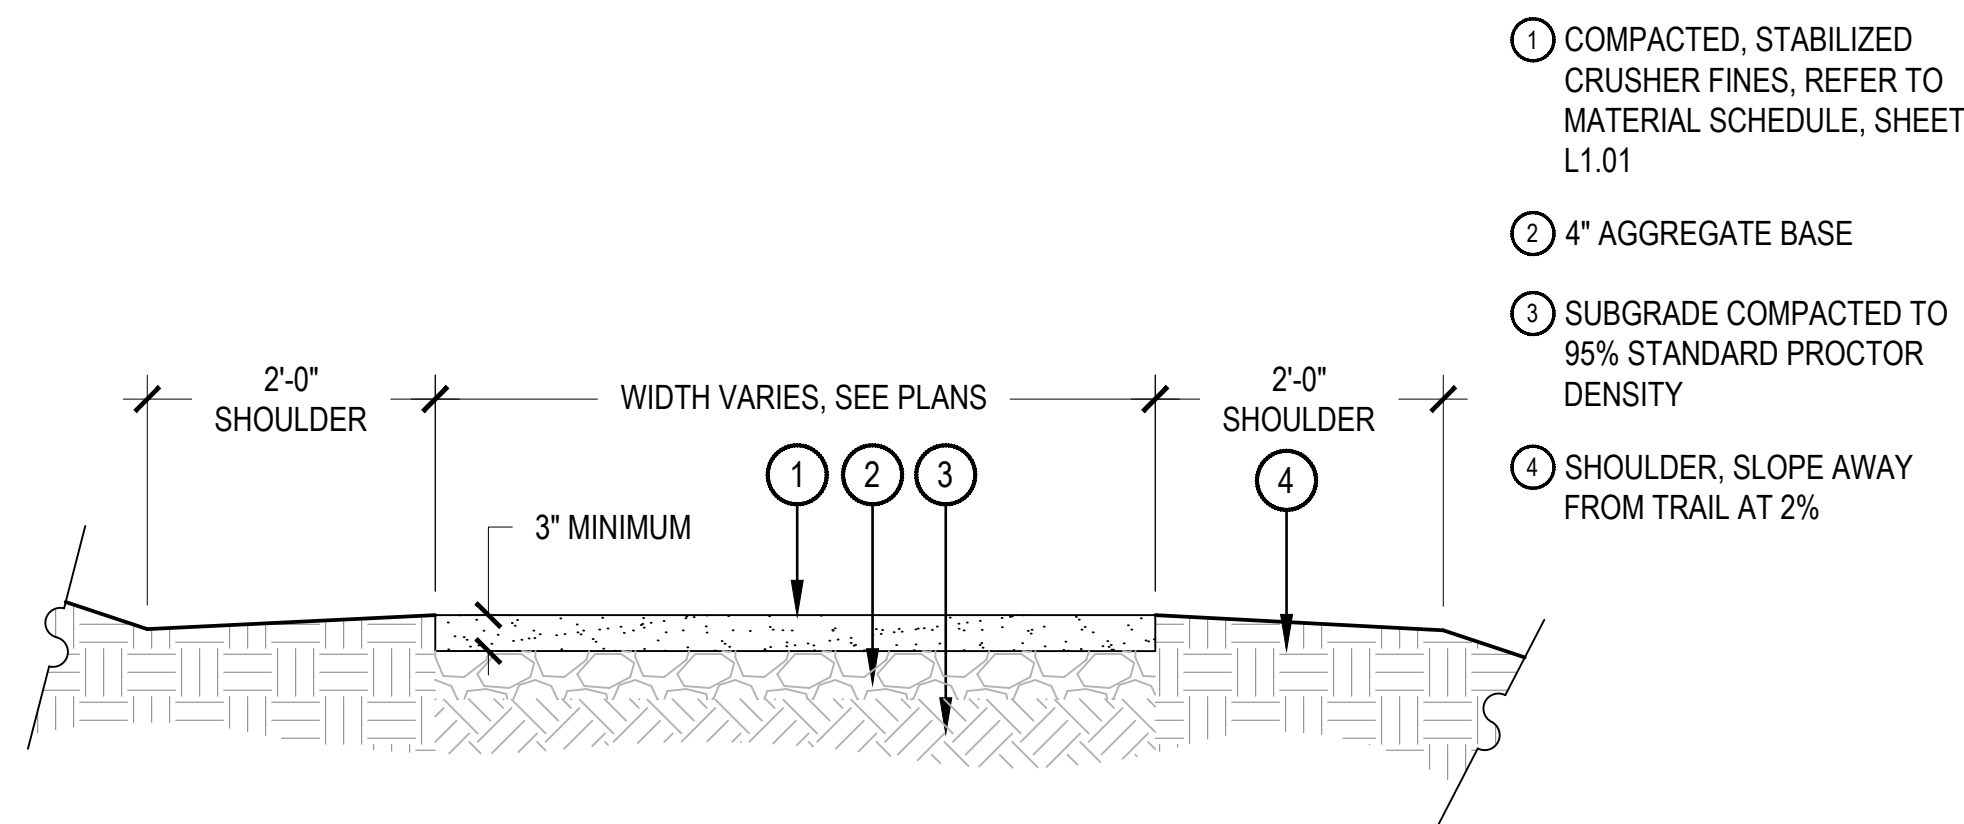 1 COMPACTED, STABILIZED
CRUSHER FINES, REFER TO
MATERIAL SCHEDULE, SHEET
L1.01
2 4" AGGREGATE BASE
3 SUBGRADE COMPACTED TO
95% STANDARD PROCTOR
DENSITY
4 SHOULDER, SLOPE AWAY
FROM TRAIL AT 2%
2'-0"
SHOULDER
WIDTH VARIES, SEE PLANS
2'-0"
SHOULDER
1
2
3
4
3" MINIMUM